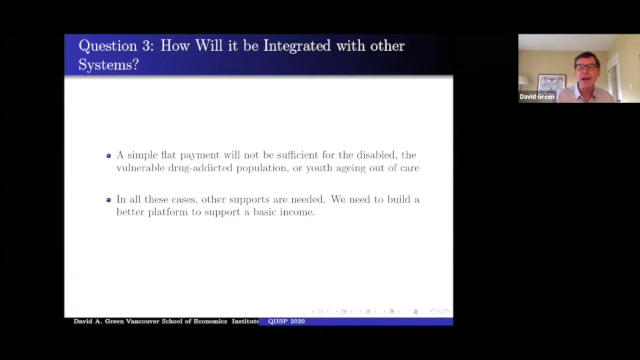 Question 3: How Will it be Integrated with other
Systems?
David Green
A simple flat payment will not be sufficient for the disabled, the
vulnerable drug-addicted population, or youth ageing out of care
In all these cases, other supports are needed. We need to build a
better platform to support a basic income.
David A. Green Vancouver School of Economics Institute QIISP 2020